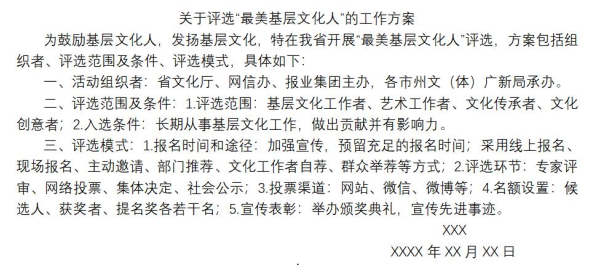 关于评选“最美基层文化人”的工作方案
为鼓励基层文化人，发扬基层文化，特在我省开展“最美基层文化人”评选，方案包括组
织者、评选范围及条件、评选模式，具体如下：
一、活动组织者：省文化厅、网信办、报业集团主办，各市州文（体）广新局承办。
二、评选范围及条件：1.评选范围：基层文化工作者、艺术工作者、文化传承者、文化
创意者；2.入选条件：长期从事基层文化工作，做出贡献并有影响力。
三、评选模式：1.报名时间和途径：加强宣传，预留充足的报名时间；采用线上报名、
现场报名、主动邀请、部门推荐、文化工作者自荐、群众举荐等方式；2.评选环节：专家评
审、网络投票、集体决定、社会公示；3.投票渠道：网站、微信、微博等；4.名额设置：候
选人、获奖者、提名奖各若干名；5.宣传表彰：举办颁奖典礼，宣传先进事迹。
XXX
XXXX 年 XX 月 XX 日